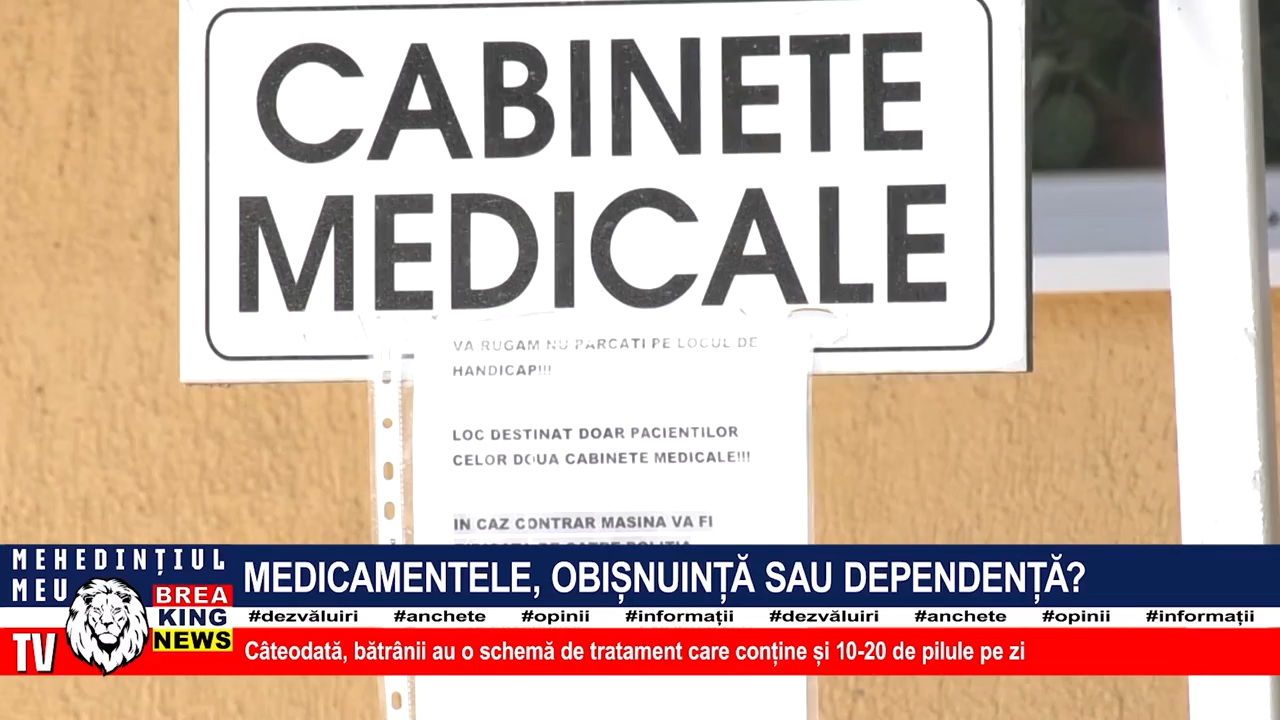 CABINETE
MEDICALE
VA RUGAM NU PARCATI PE LOCUL DE
HANDICAP!!!
LOC DESTINAT DOAR PACIENTILOR
CELOR DOUA CABINETE MEDICALE!!!
IN CAZ CONTRAR MASINA VA FI
MEHEDINȚIUL
MEU
TV
BREA
KING
NEWS
MEDICAMENTELE, OBIȘNUINȚĂ SAU DEPENDENȚĂ?
#dezvăluiri #anchete #opinii #informații #dezvăluiri #anchete #opinii #informații
Câteodată, bătrânii au o schemă de tratament care conține și 10-20 de pilule pe zi